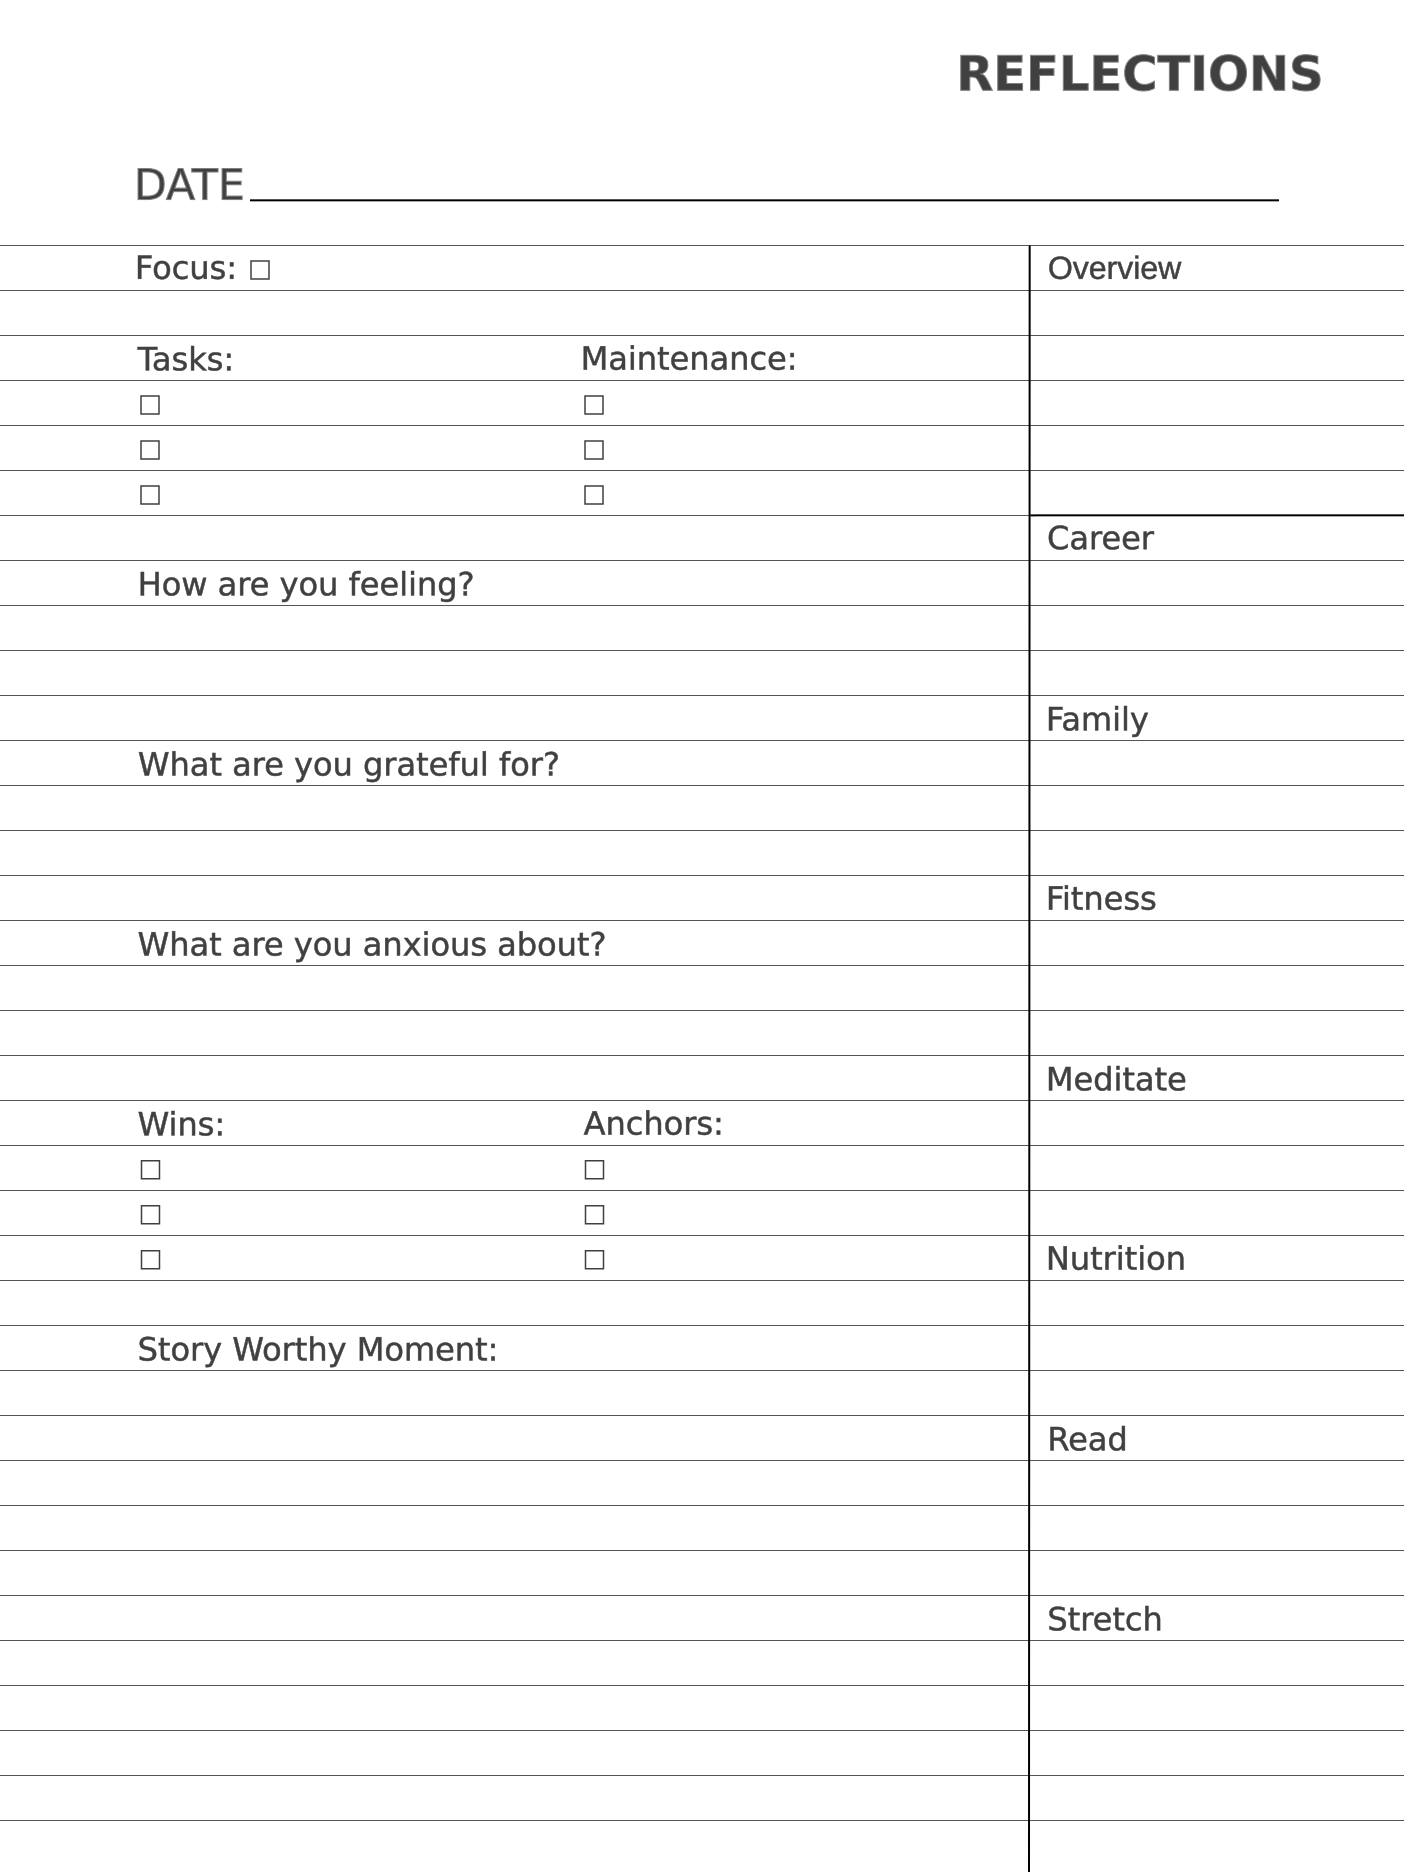 REFLECTIONS
DATE
Focus: ☐
Tasks:
☐
☐
☐
Maintenance:
☐
☐
☐
How are you feeling?
What are you grateful for?
What are you anxious about?
Wins:
☐
☐
☐
Anchors:
☐
☐
☐
Story Worthy Moment:
Overview
Career
Family
Fitness
Meditate
Nutrition
Read
Stretch